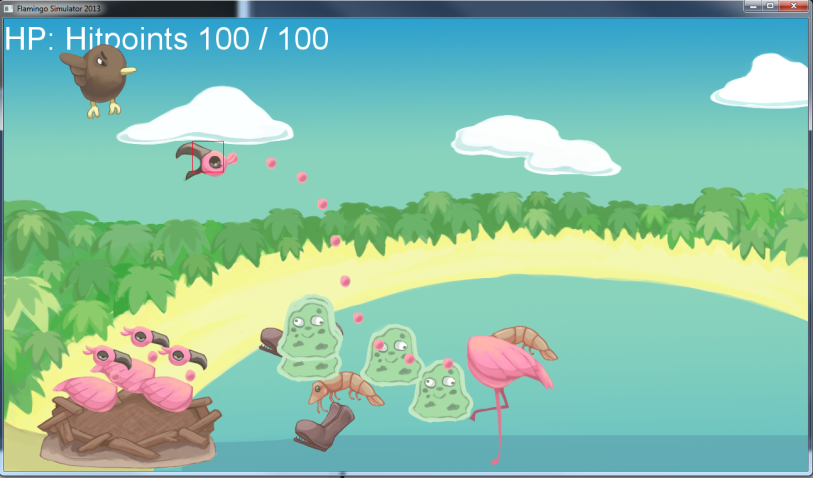 Flamingo Simulator 2013
HP: Hitpoints 100 / 100